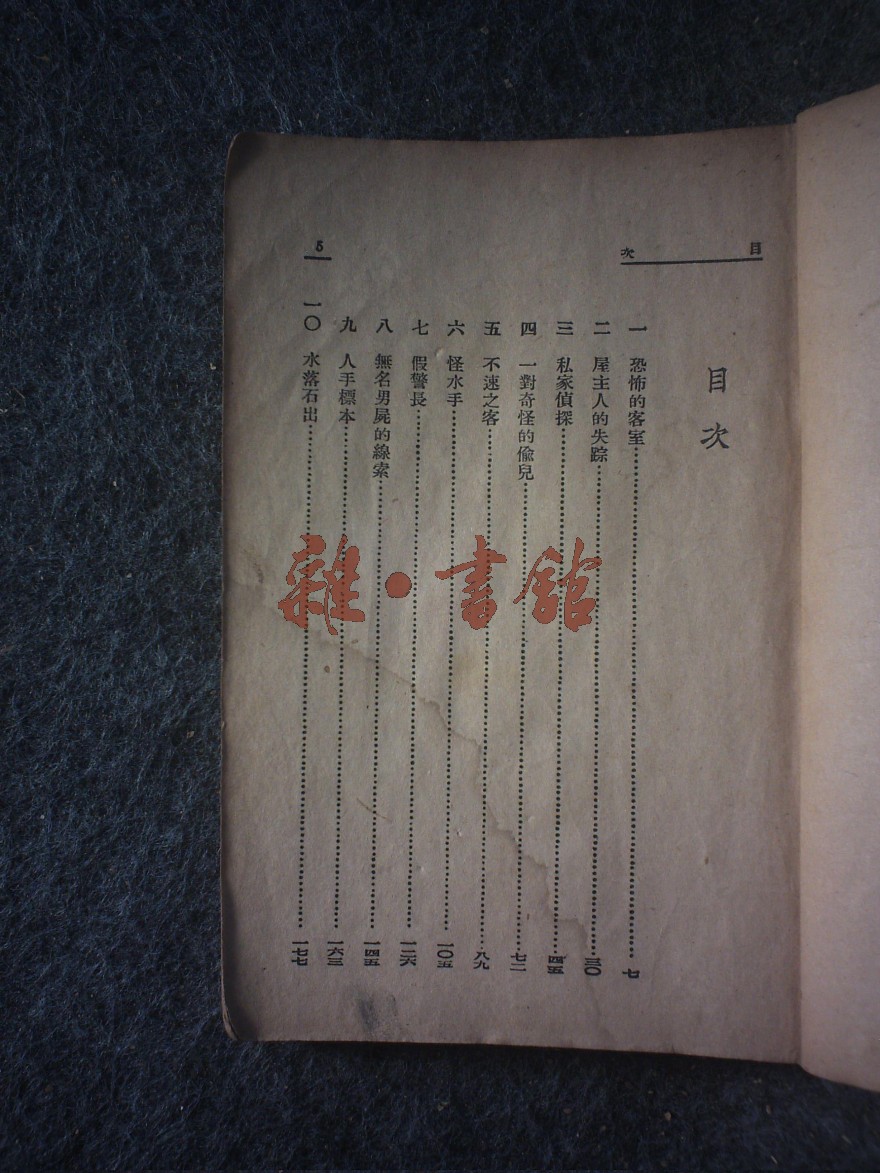 目次
5
目次
一 恐怖的客室 七
二 屋主人的失踪 三〇
三 私家偵探 四五
四 一對奇怪的偷兒 七二
五 不速之客 八九
六 怪水手 一〇五
七 假警長 一二六
八 無名男屍的線索 一四五
九 人手標本 一六三
一〇 水落石出 一七七
雜·書館